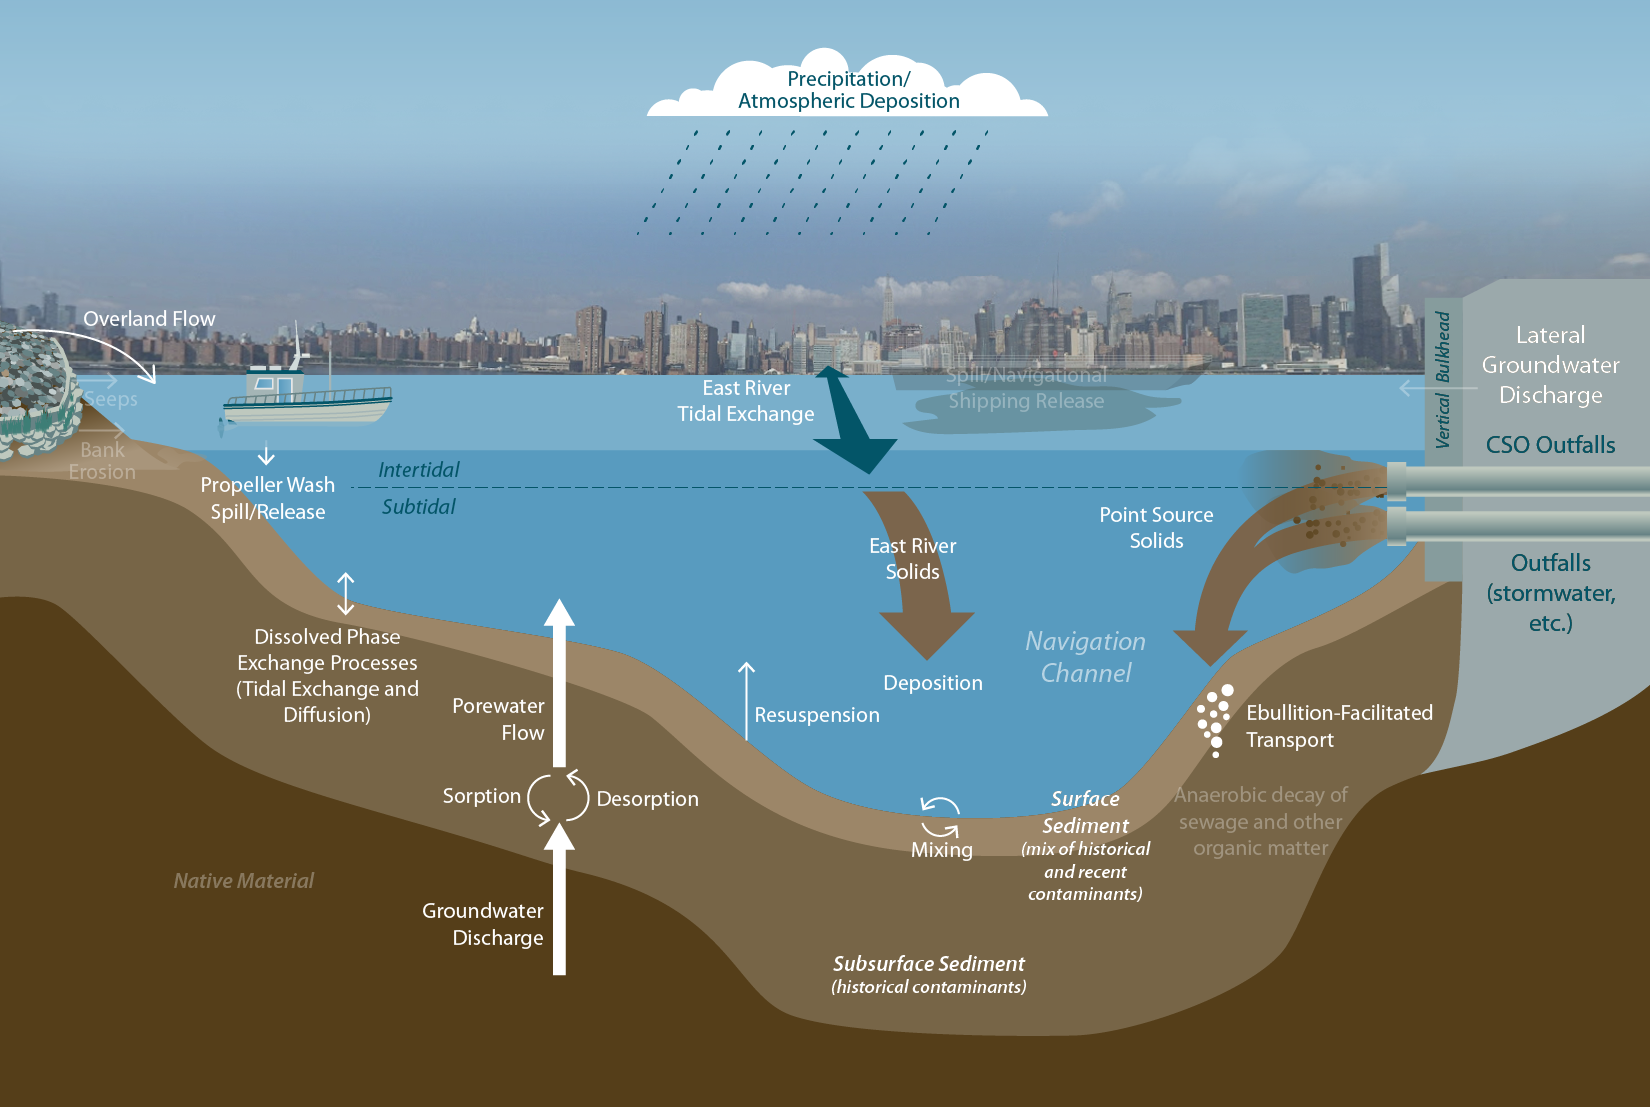 Precipitation/
Atmospheric Deposition
Overland Flow
Seeps
Bank
Erosion
Propeller Wash
Spill/Release
Intertidal
Subtidal
East River
Tidal Exchange
Spill/Navigational
Shipping Release
Vertical Bulkhead
Lateral
Groundwater
Discharge
CSO Outfalls
Outfalls
(stormwater,
etc.)
Point Source
Solids
East River
Solids
Deposition
Navigation
Channel
Dissolved Phase
Exchange Processes
(Tidal Exchange and
Diffusion)
Porewater
Flow
Resuspension
Ebullition-Facilitated
Transport
Sorption
Desorption
Mixing
Surface
Sediment
(mix of historical
and recent
contaminants)
Anaerobic decay of
sewage and other
organic matter
Native Material
Groundwater
Discharge
Subsurface Sediment
(historical contaminants)